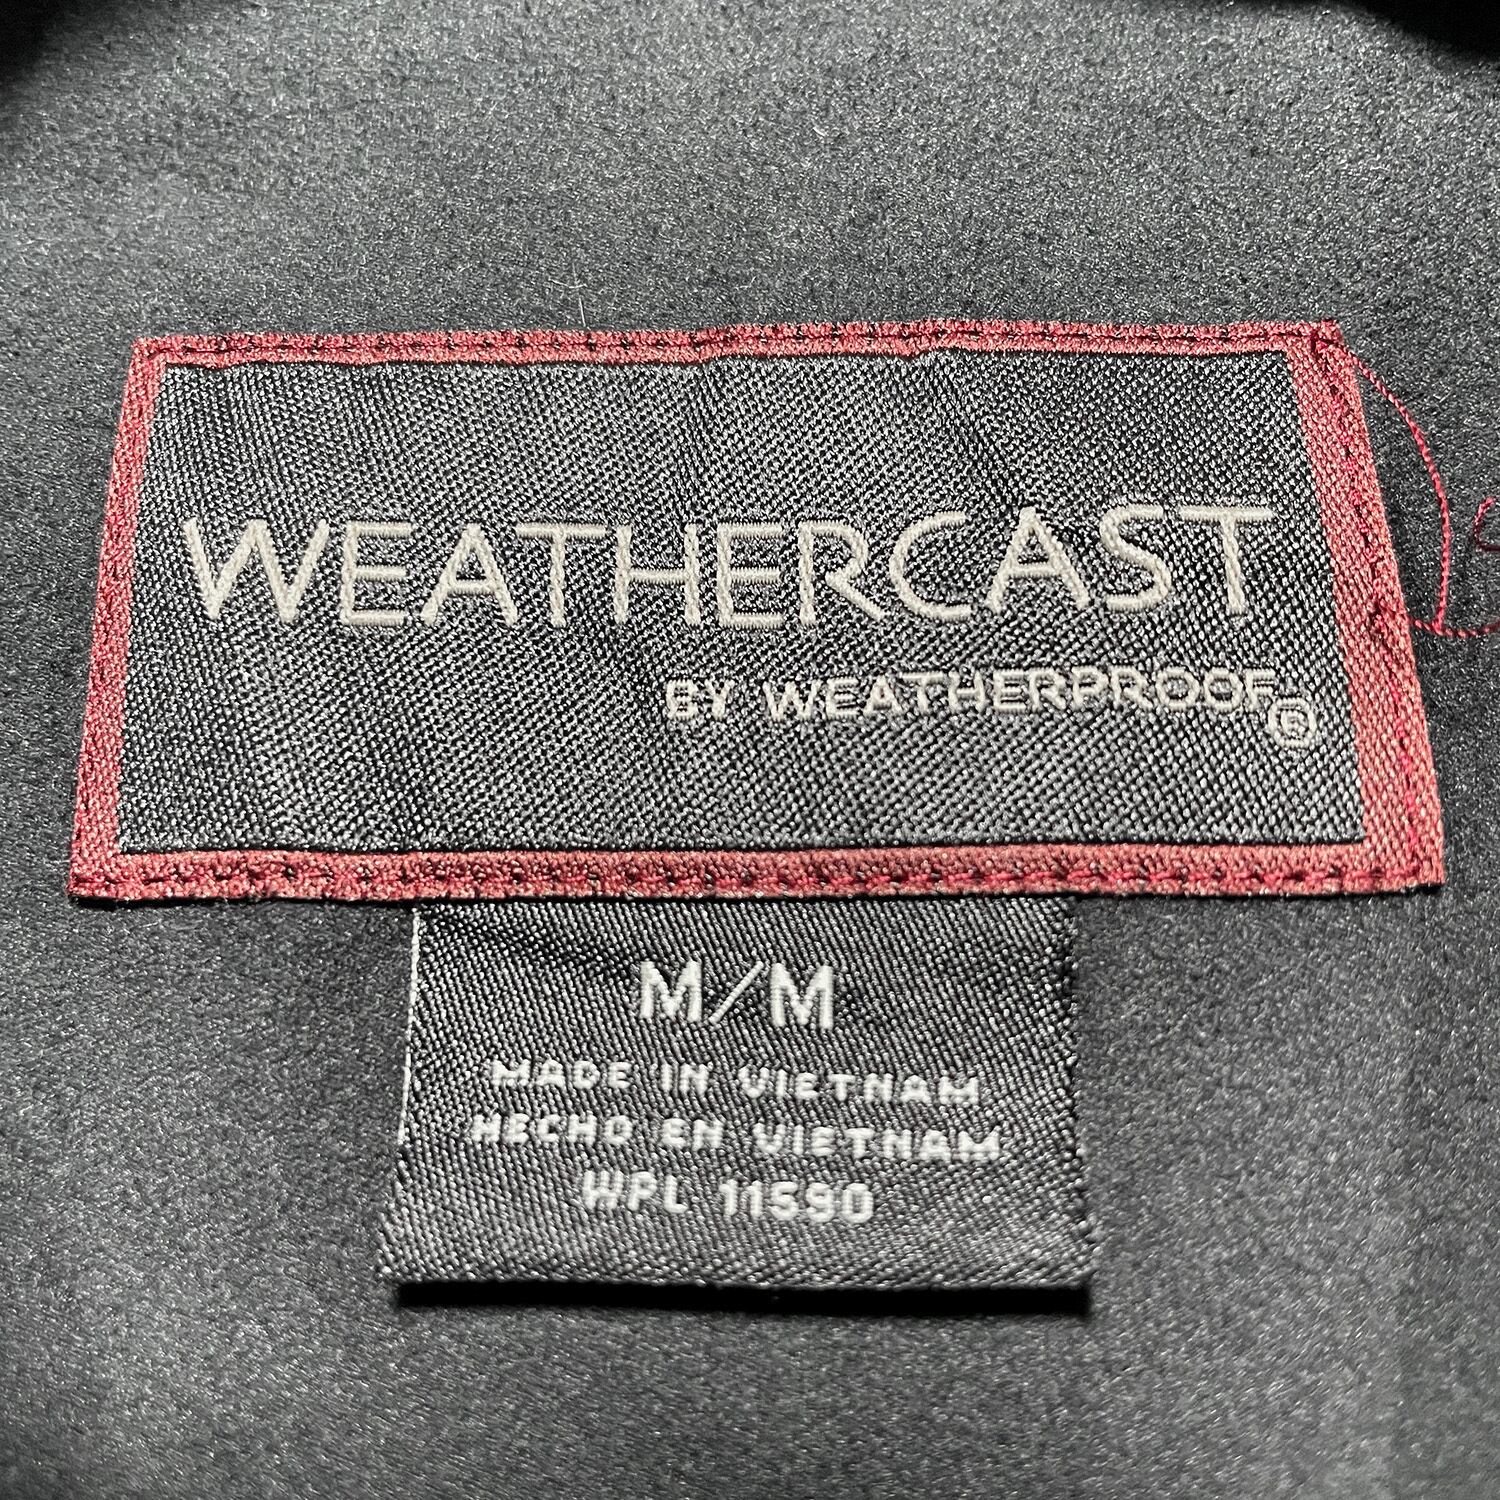 WEATHERCAST
BY WEATHERPROOF®
M/M
MADE IN VIETNAM
HECHO EN VIETNAM
WPL 11590